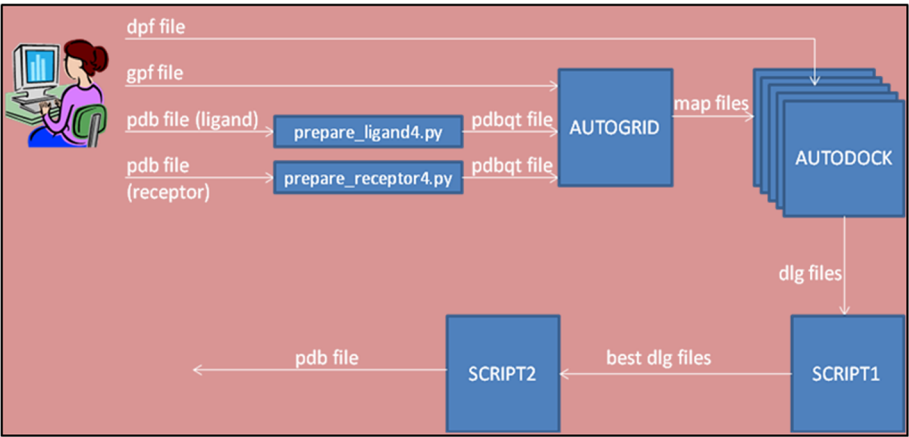 dpf file
gpf file
pdb file (ligand)
prepare_ligand4.py
pdbqt file
pdb file
(receptor)
prepare_receptor4.py
pdbqt file
AUTOGRID
map files
AUTODOCK
dlg files
SCRIPT1
best dlg files
SCRIPT2
pdb file